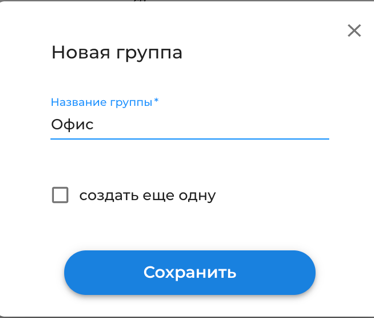 Новая группа
Название группы*
Офис
создать еще одну
Сохранить